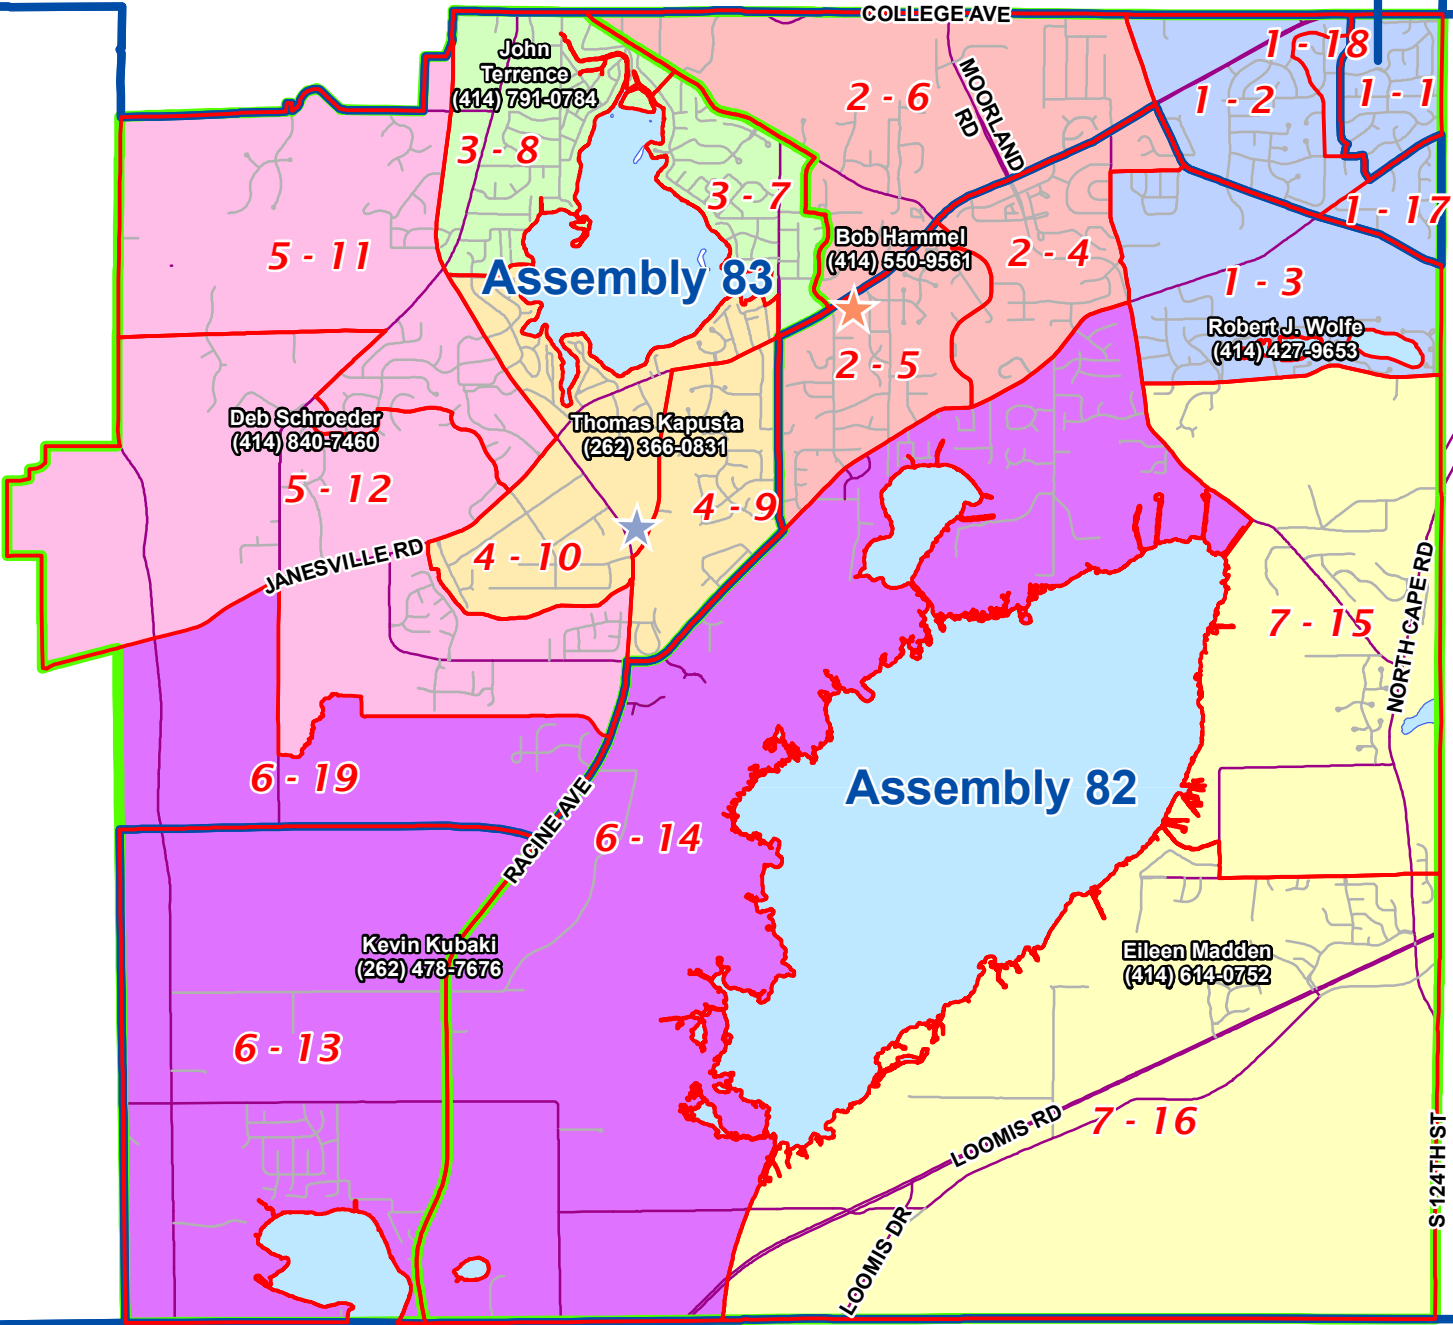 COLLEGE AVE
John
Terrence
(414) 791-0784
MOORLAND
RD
1 - 18
2 - 6
1 - 2
1 - 1
3 - 8
3 - 7
1 - 17
5 - 11
Bob Hammel
(414) 550-9561
2 - 4
Assembly 83
1 - 3
Robert J. Wolfe
(414) 427-9653
2 - 5
Deb Schroeder
(414) 840-7460
Thomas Kapusta
(262) 366-0831
5 - 12
4 - 9
JANESVILLE RD
4 - 10
NORTH CAPE RD
7 - 15
6 - 19
Assembly 82
RACINE AVE
6 - 14
Kevin Kubaki
(262) 478-7676
Eileen Madden
(414) 614-0752
6 - 13
LOOMIS RD
7 - 16
S 124TH ST
LOOMIS DR